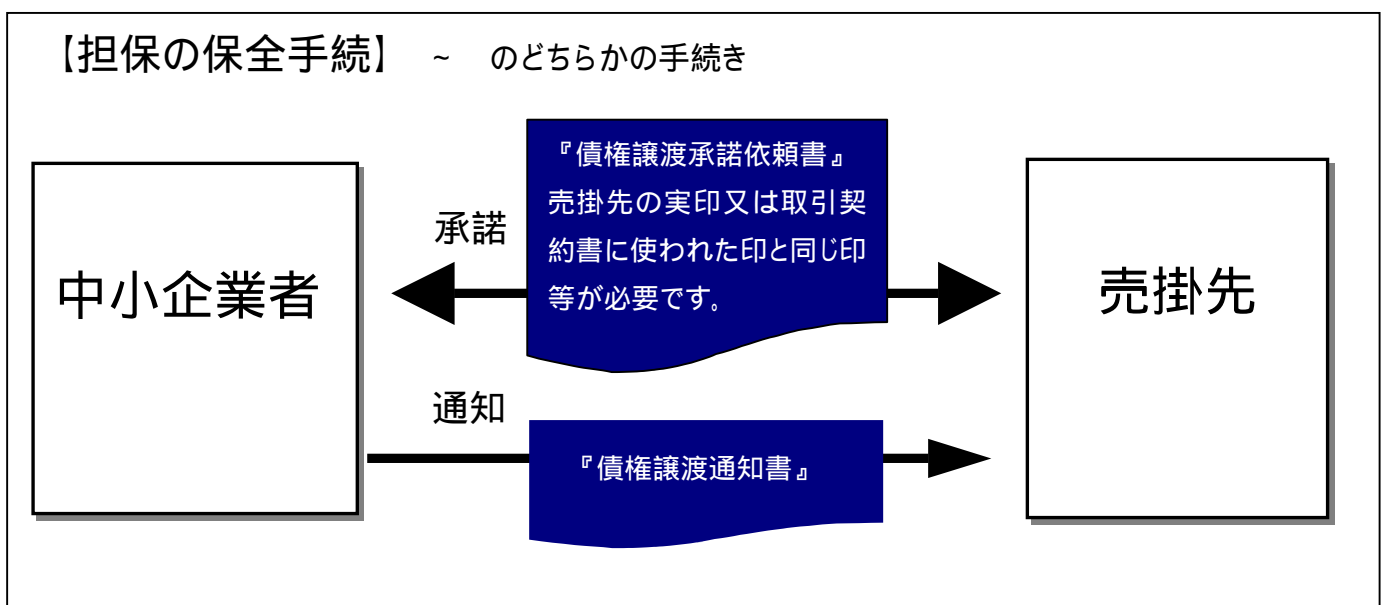 【担保の保全手続】 ~ のどちらかの手続き
『債権譲渡承諾依頼書』
売掛先の実印又は取引契
約書に使われた印と同じ印
等が必要です。
承諾
中小企業者
売掛先
通知
『債権譲渡通知書』